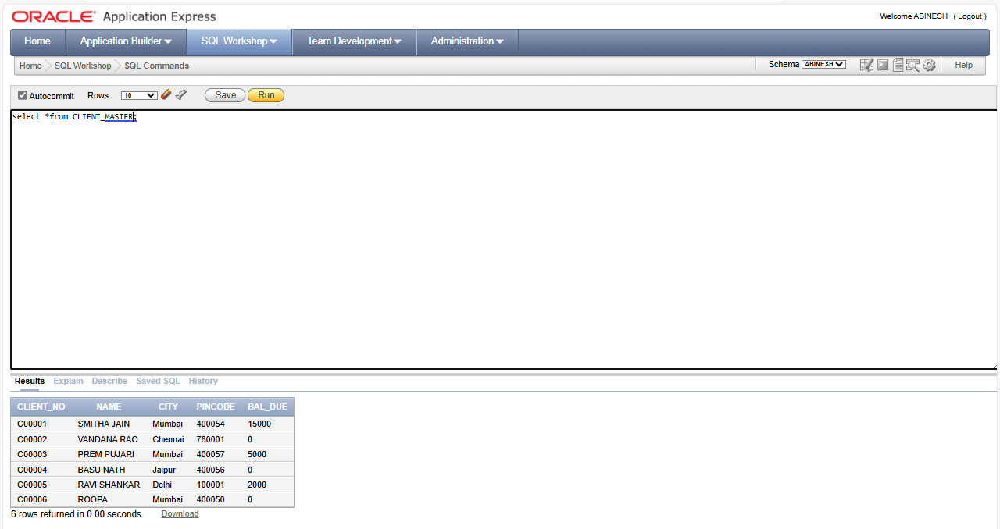 ORACLE Application Express Welcome ABINESH ( Logout )
Home Application Builder SQL Workshop Team Development Administration
Home SQL Workshop SQL Commands Schema ABINESH Help
Autocommit Rows 10 Save Run
select *from CLIENT_MASTER;
Results Explain Describe Saved SQL History
CLIENT_NO NAME CITY PINCODE BAL_DUE
C00001 SMITHA JAIN Mumbai 400054 15000
C00002 VANDANA RAO Chennai 780001 0
C00003 PREM PUJARI Mumbai 400057 5000
C00004 BASU NATH Jaipur 400056 0
C00005 RAVI SHANKAR Delhi 100001 2000
C00006 ROOPA Mumbai 400050 0
6 rows returned in 0.00 seconds Download